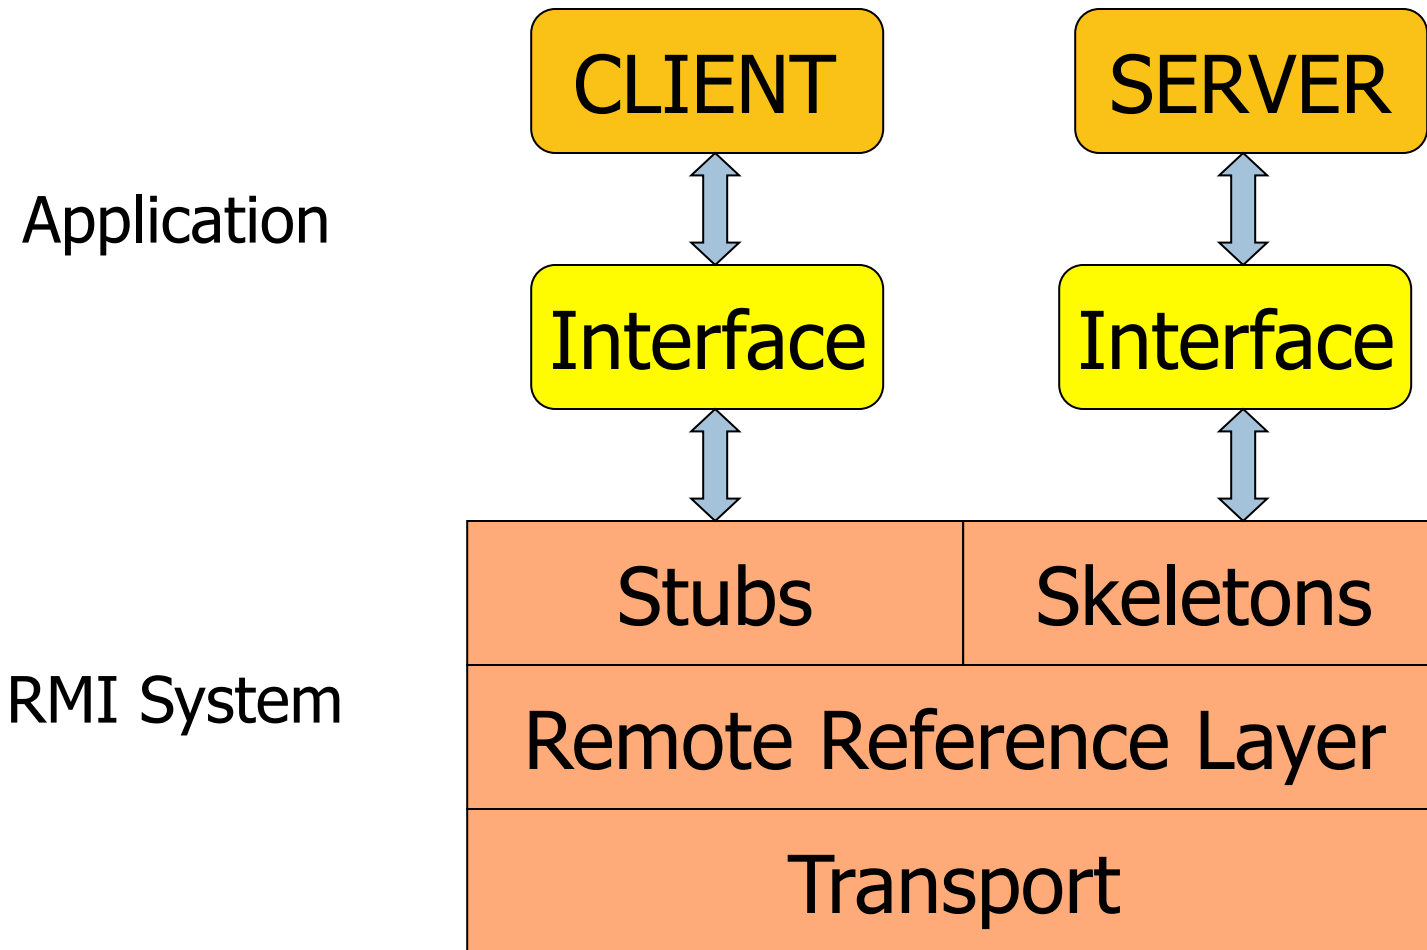 CLIENT
SERVER
Application
Interface
Interface
Stubs
Skeletons
RMI System
Remote Reference Layer
Transport